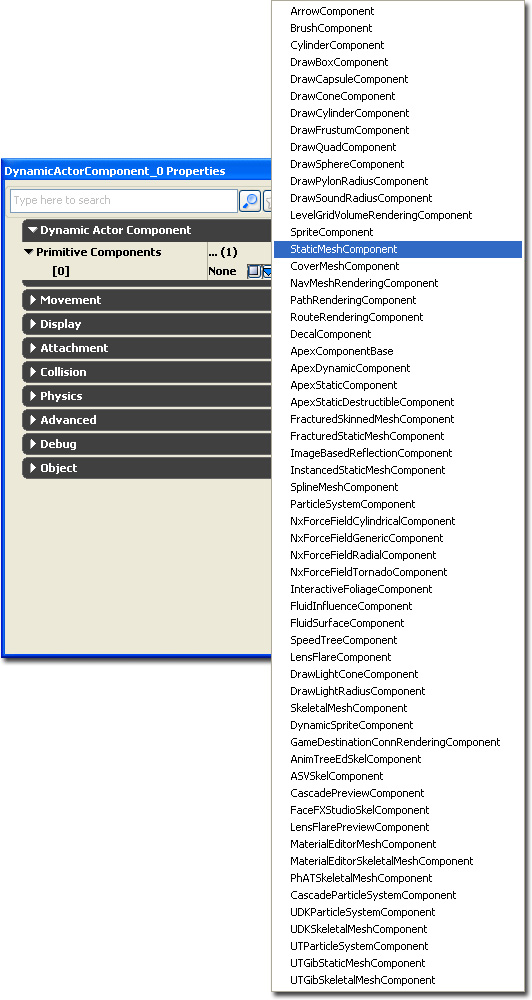 DynamicActorComponent_0 Properties
Type here to search
Dynamic Actor Component
Primitive Components ... (1)
[0] None
Movement
Display
Attachment
Collision
Physics
Advanced
Debug
Object
ArrowComponent
BrushComponent
CylinderComponent
DrawBoxComponent
DrawCapsuleComponent
DrawConeComponent
DrawCylinderComponent
DrawFrustumComponent
DrawQuadComponent
DrawSphereComponent
DrawPylonRadiusComponent
DrawSoundRadiusComponent
LevelGridVolumeRenderingComponent
SpriteComponent
StaticMeshComponent
CoverMeshComponent
NavMeshRenderingComponent
PathRenderingComponent
RouteRenderingComponent
DecalComponent
ApexComponentBase
ApexDynamicComponent
ApexStaticComponent
ApexStaticDestructibleComponent
FracturedSkinnedMeshComponent
FracturedStaticMeshComponent
ImageBasedReflectionComponent
InstancedStaticMeshComponent
SplineMeshComponent
ParticleSystemComponent
NxForceFieldCylindricalComponent
NxForceFieldGenericComponent
NxForceFieldRadialComponent
NxForceFieldTornadoComponent
InteractiveFoliageComponent
FluidInfluenceComponent
FluidSurfaceComponent
SpeedTreeComponent
LensFlareComponent
DrawLightConeComponent
DrawLightRadiusComponent
SkeletalMeshComponent
DynamicSpriteComponent
GameDestinationConnRenderingComponent
AnimTreeEdSkelComponent
ASVSkelComponent
CascadePreviewComponent
FaceFXStudioSkelComponent
LensFlarePreviewComponent
MaterialEditorMeshComponent
MaterialEditorSkeletalMeshComponent
PhATSkeletalMeshComponent
CascadeParticleSystemComponent
UDKParticleSystemComponent
UDKSkeletalMeshComponent
UTParticleSystemComponent
UTGibStaticMeshComponent
UTGibSkeletalMeshComponent